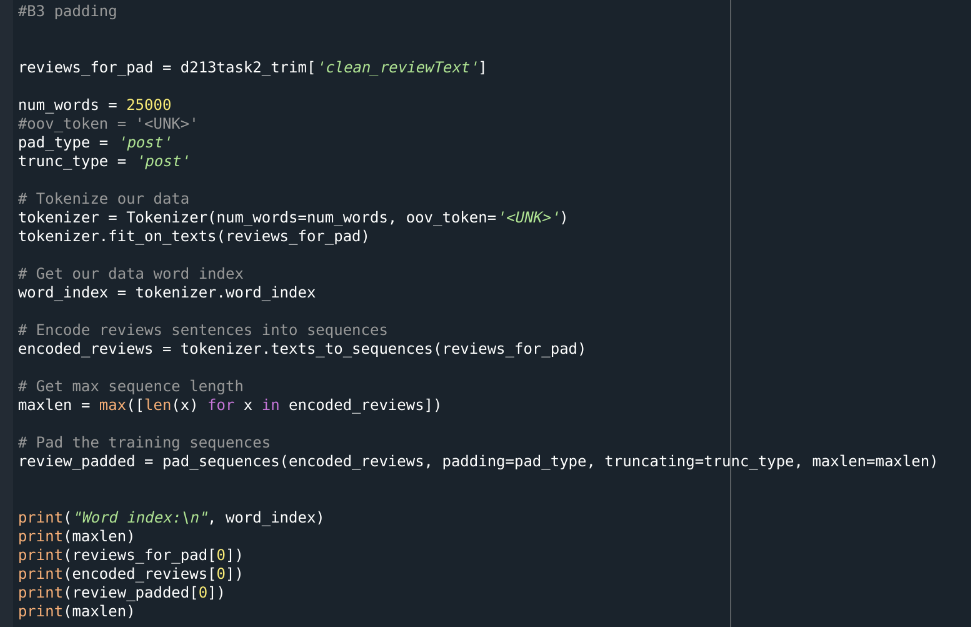 #B3 padding
reviews_for_pad = d213task2_trim['clean_reviewText']
num_words = 25000
#oov_token = '<UNK>'
pad_type = 'post'
trunc_type = 'post'
# Tokenize our data
tokenizer = Tokenizer(num_words=num_words, oov_token='<UNK>')
tokenizer.fit_on_texts(reviews_for_pad)
# Get our data word index
word_index = tokenizer.word_index
# Encode reviews sentences into sequences
encoded_reviews = tokenizer.texts_to_sequences(reviews_for_pad)
# Get max sequence length
maxlen = max([len(x) for x in encoded_reviews])
# Pad the training sequences
review_padded = pad_sequences(encoded_reviews, padding=pad_type, truncating=trunc_type, maxlen=maxlen)
print("Word index:\n", word_index)
print(maxlen)
print(reviews_for_pad[0])
print(encoded_reviews[0])
print(review_padded[0])
print(maxlen)